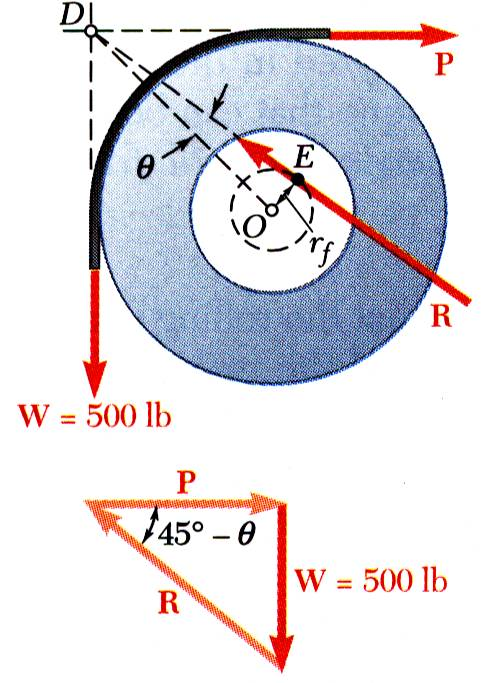 D
P
θ
E
O
r_f
R
W = 500 lb
P
45° – θ
W = 500 lb
R